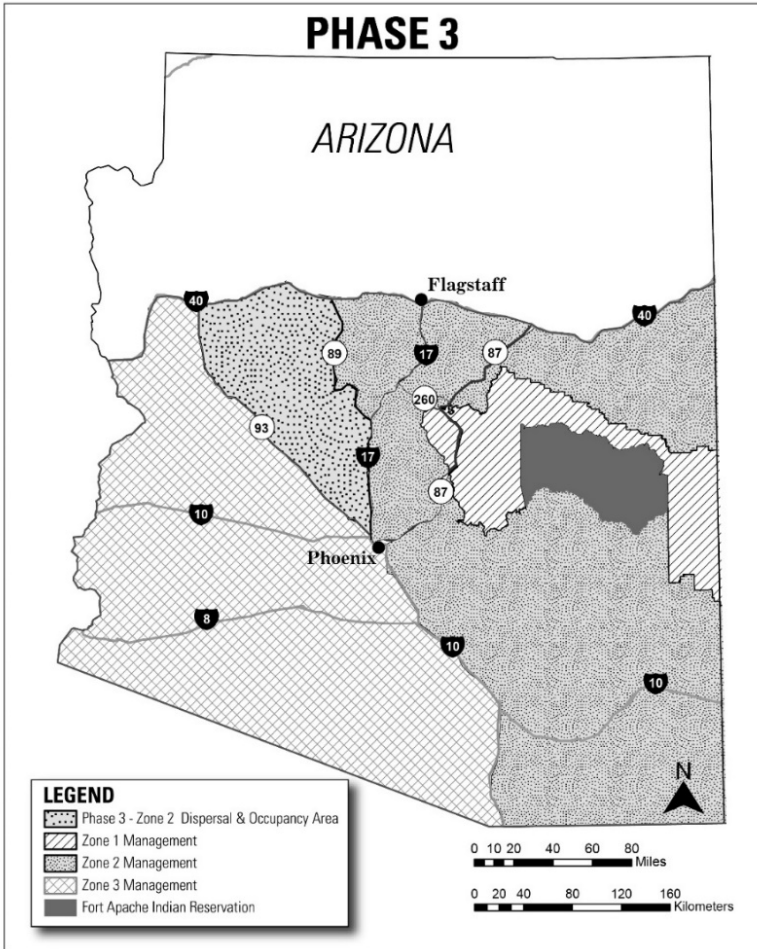 PHASE 3
ARIZONA
Flagstaff
40
40
89
17
87
260
93
17
87
10
Phoenix
8
10
10
N
LEGEND
Phase 3 - Zone 2 Dispersal & Occupancy Area
Zone 1 Management
Zone 2 Management
Zone 3 Management
Fort Apache Indian Reservation
0 10 20 40 60 80
Miles
0 20 40 80 120 160
Kilometers